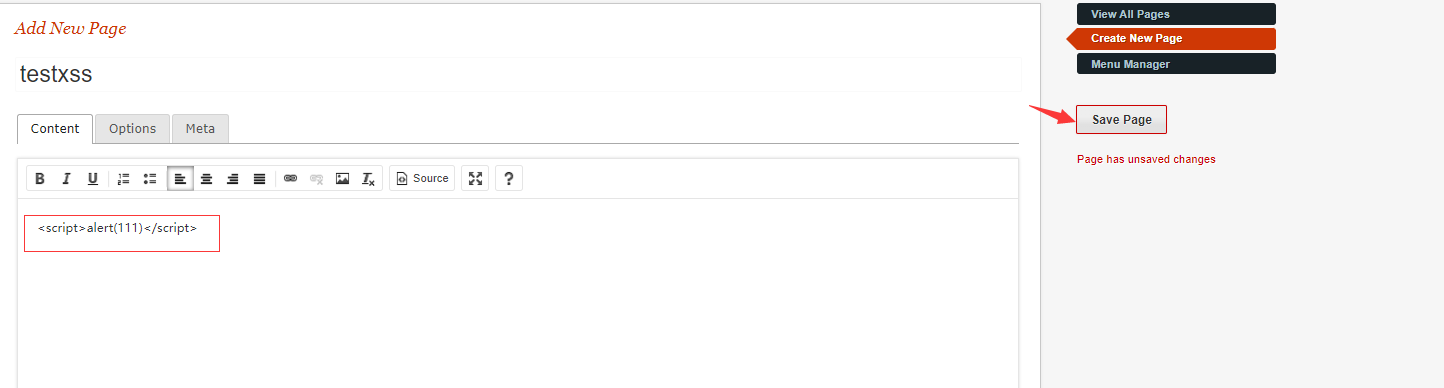 Add New Page
testxss
Content Options Meta
B I U Source ?
<script>alert(111)</script>
View All Pages
Create New Page
Menu Manager
Save Page
Page has unsaved changes